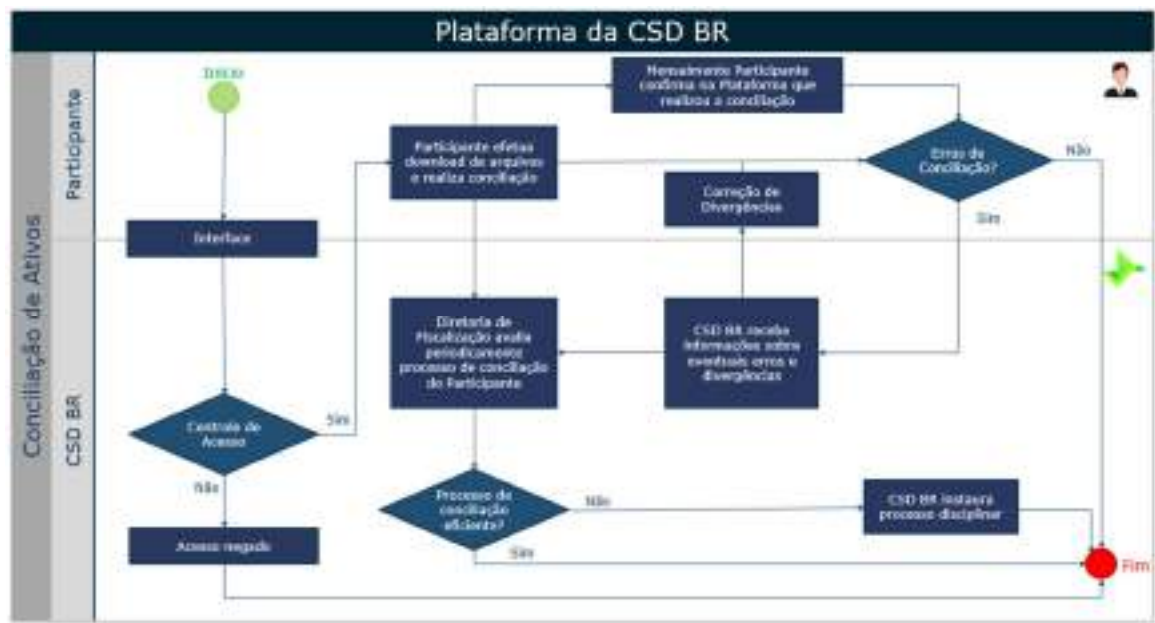 Plataforma da CSD BR
Conciliação de Ativos
Participante
CSD BR
Início
Interface
Controle de
Acesso
Sim
Não
Acesso negado
Participante efetua
download de arquivos
e realiza conciliação
Mensalmente Participante
confirma na Plataforma que
realizou a conciliação
Erros de
Conciliação?
Não
Sim
Correção de
Divergências
CSD BR recebe
informações sobre
eventuais erros e
divergências
Diretoria de
Fiscalização avalia
periodicamente
processo de conciliação
do Participante
Processo de
conciliação
eficiente?
Não
Sim
CSD BR instaura
processo disciplinar
Fim